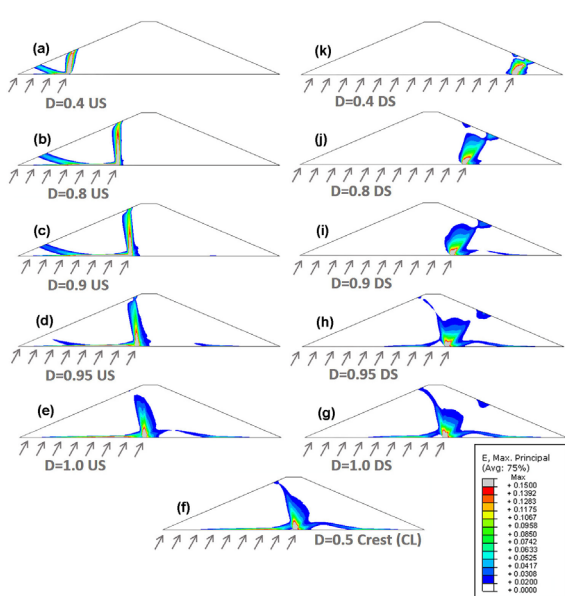 (a)
D=0.4 US
(k)
D=0.4 DS
(b)
D=0.8 US
(j)
D=0.8 DS
(c)
D=0.9 US
(i)
D=0.9 DS
(d)
D=0.95 US
(h)
D=0.95 DS
(e)
D=1.0 US
(g)
D=1.0 DS
(f)
D=0.5 Crest (CL)
E, Max. Principal
(Avg: 75%)
Max
+ 0.1500
+ 0.1392
+ 0.1283
+ 0.1175
+ 0.1067
+ 0.0958
+ 0.0850
+ 0.0742
+ 0.0633
+ 0.0525
+ 0.0417
+ 0.0308
+ 0.0200
+ 0.0000